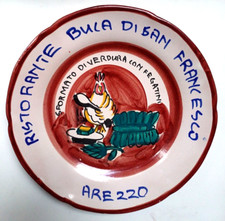 RISTORANTE BUCA DI SAN FRANCESCO
SFORMATO DI VERDURA CON FEGATINI
AREZZO